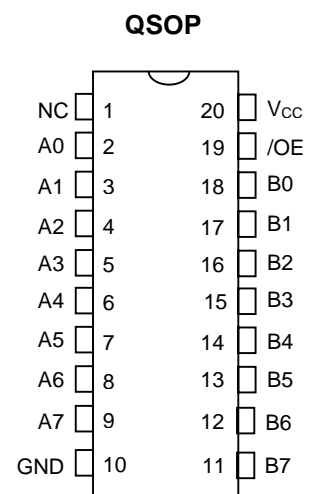 QSOP
NC 1 20 Vcc
A0 2 19 /OE
A1 3 18 B0
A2 4 17 B1
A3 5 16 B2
A4 6 15 B3
A5 7 14 B4
A6 8 13 B5
A7 9 12 B6
GND 10 11 B7